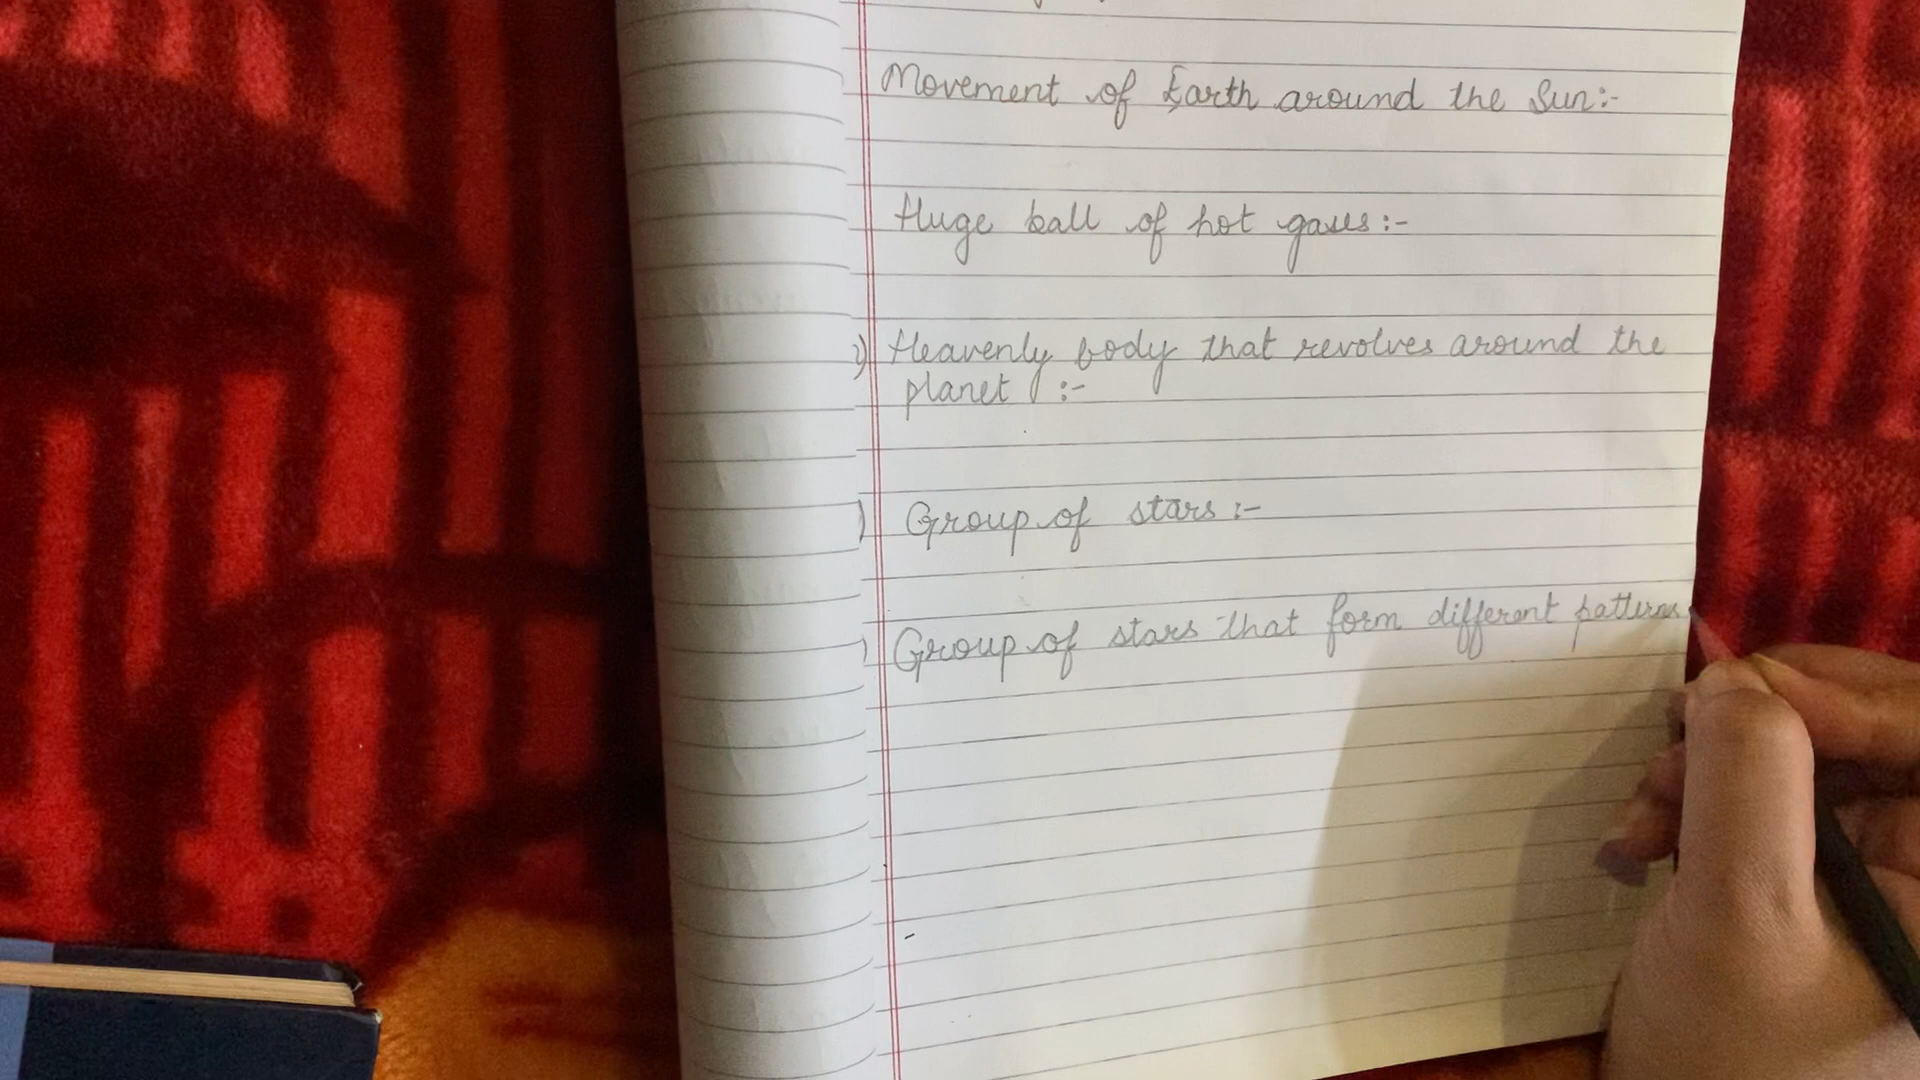 Movement of Earth around the Sun:-
Huge ball of hot gases:-
) Heavenly body that revolves around the
planet :-
) Group of stars :-
) Group of stars that form different patterns